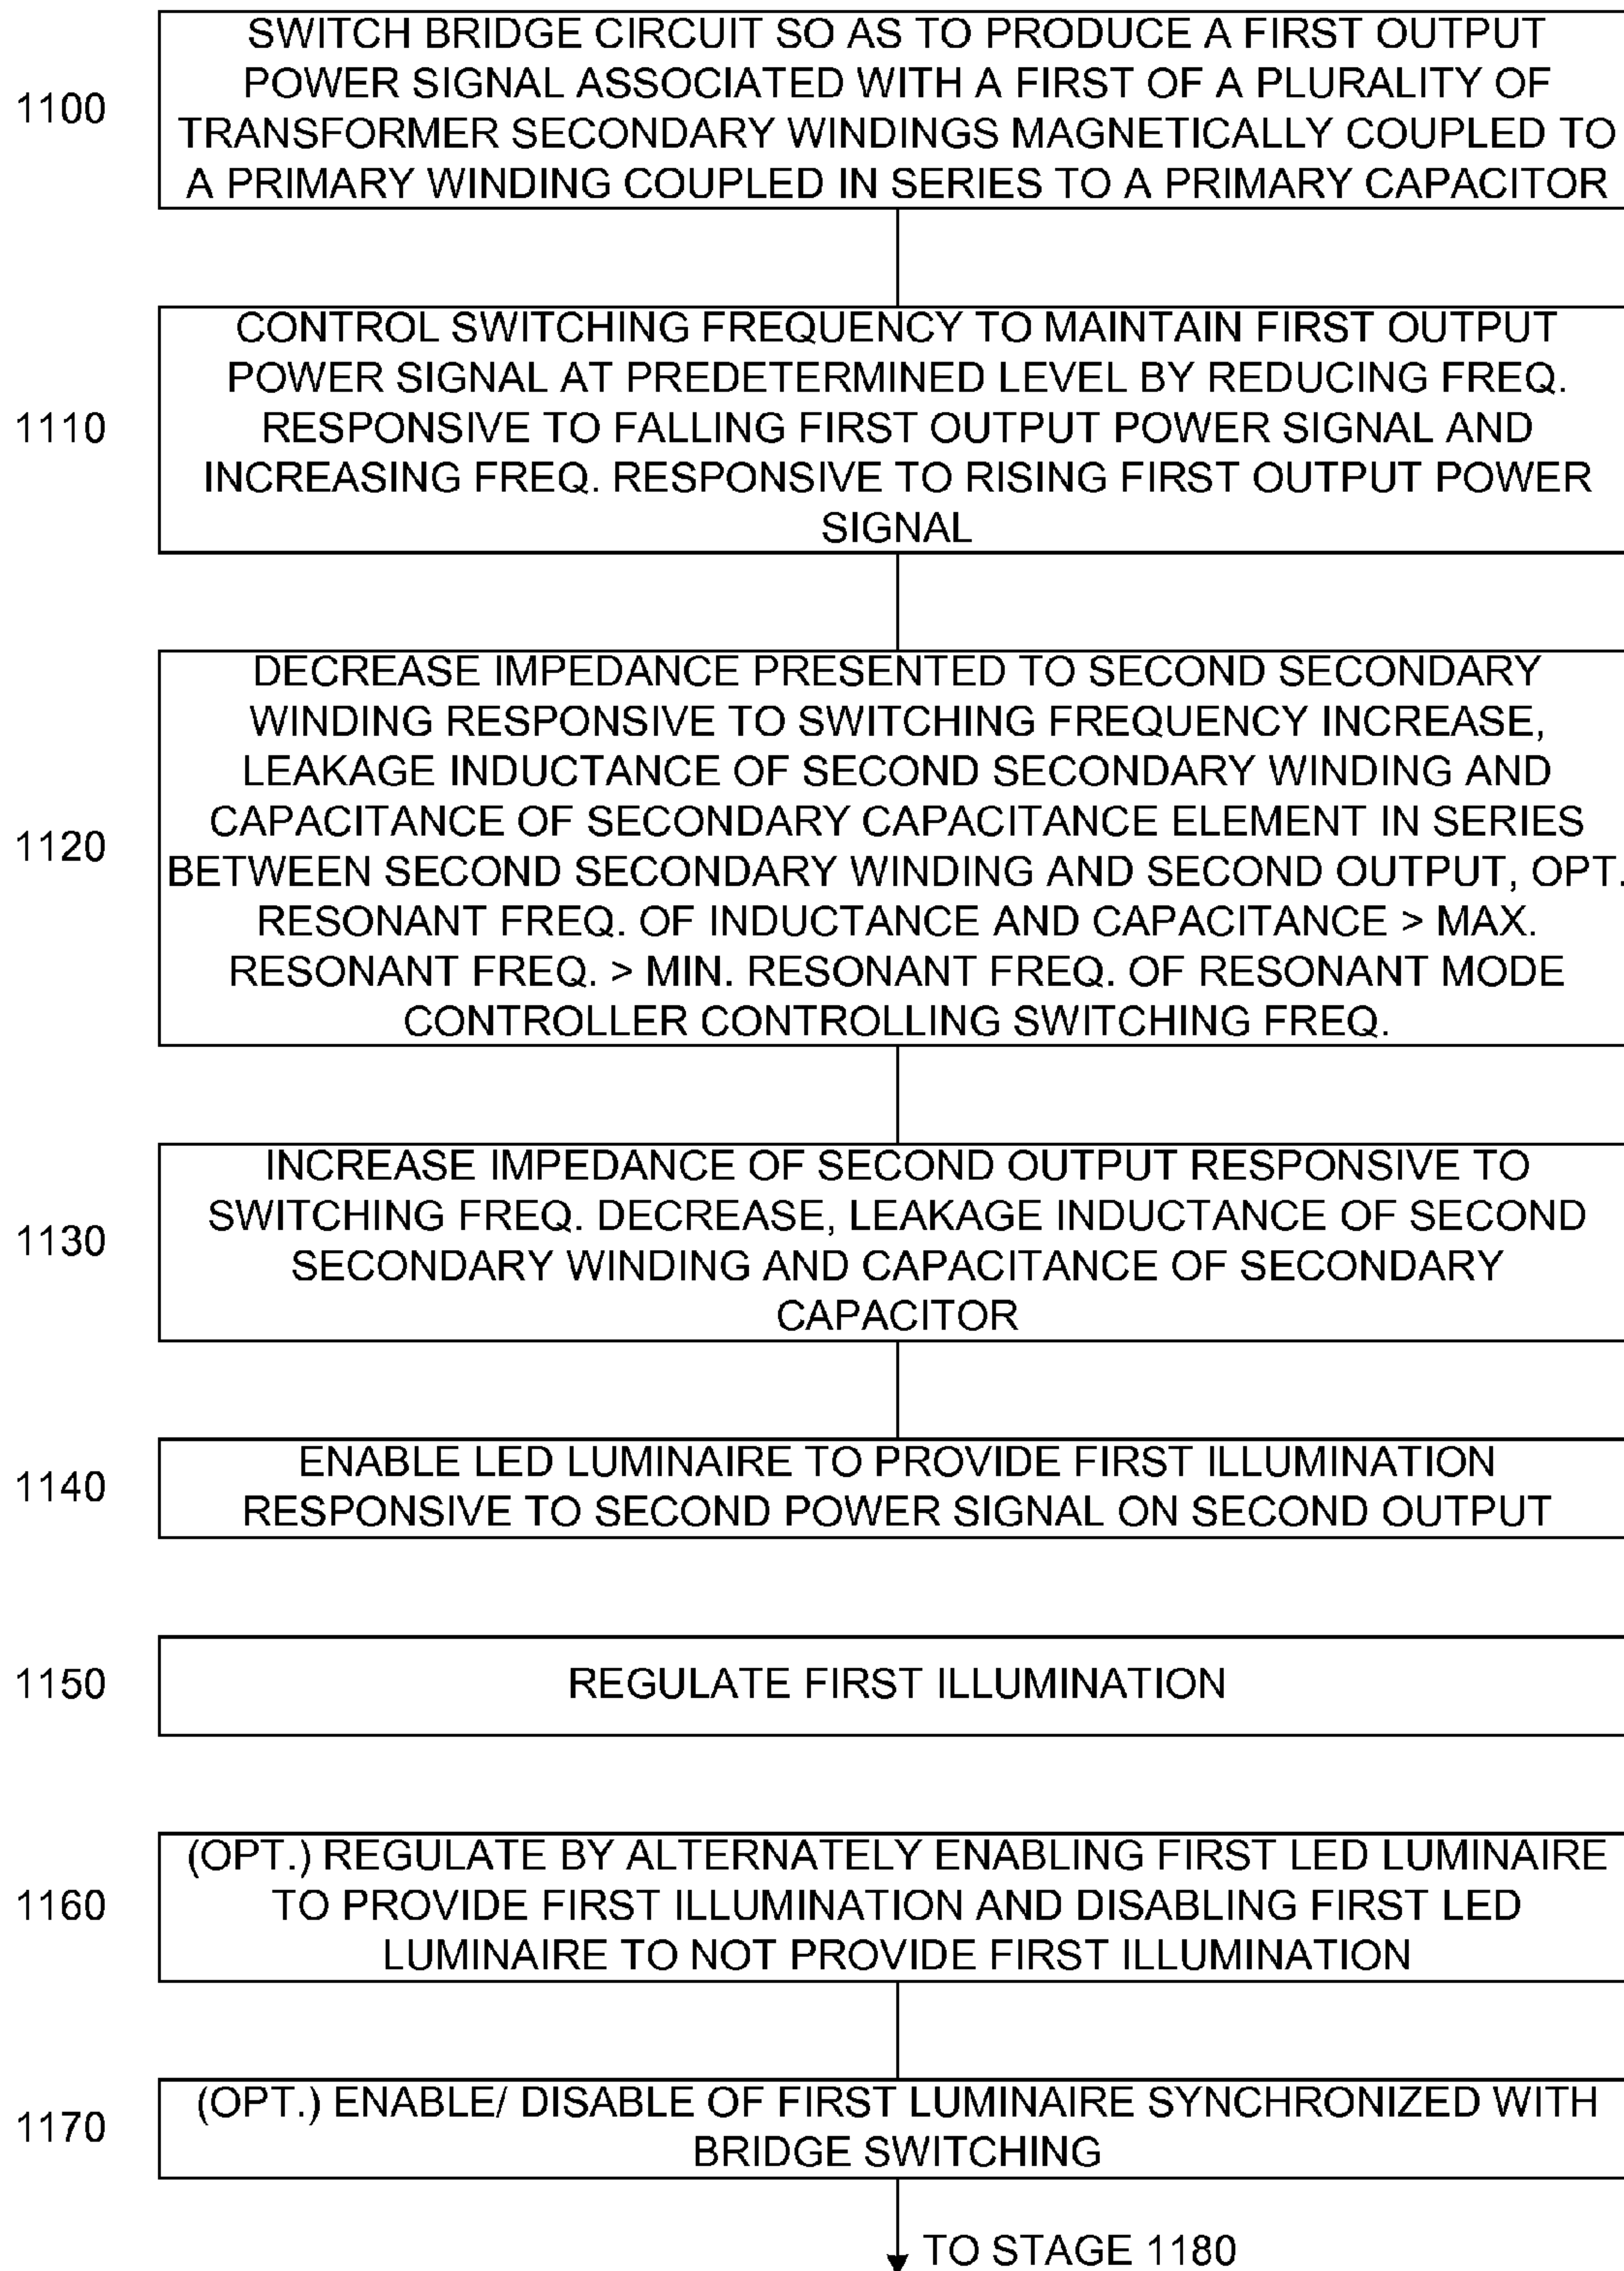 1100
SWITCH BRIDGE CIRCUIT SO AS TO PRODUCE A FIRST OUTPUT
POWER SIGNAL ASSOCIATED WITH A FIRST OF A PLURALITY OF
TRANSFORMER SECONDARY WINDINGS MAGNETICALLY COUPLED TO
A PRIMARY WINDING COUPLED IN SERIES TO A PRIMARY CAPACITOR
1110
CONTROL SWITCHING FREQUENCY TO MAINTAIN FIRST OUTPUT
POWER SIGNAL AT PREDETERMINED LEVEL BY REDUCING FREQ.
RESPONSIVE TO FALLING FIRST OUTPUT POWER SIGNAL AND
INCREASING FREQ. RESPONSIVE TO RISING FIRST OUTPUT POWER
SIGNAL
1120
DECREASE IMPEDANCE PRESENTED TO SECOND SECONDARY
WINDING RESPONSIVE TO SWITCHING FREQUENCY INCREASE,
LEAKAGE INDUCTANCE OF SECOND SECONDARY WINDING AND
CAPACITANCE OF SECONDARY CAPACITANCE ELEMENT IN SERIES
BETWEEN SECOND SECONDARY WINDING AND SECOND OUTPUT, OPT.
RESONANT FREQ. OF INDUCTANCE AND CAPACITANCE > MAX.
RESONANT FREQ. > MIN. RESONANT FREQ. OF RESONANT MODE
CONTROLLER CONTROLLING SWITCHING FREQ.
1130
INCREASE IMPEDANCE OF SECOND OUTPUT RESPONSIVE TO
SWITCHING FREQ. DECREASE, LEAKAGE INDUCTANCE OF SECOND
SECONDARY WINDING AND CAPACITANCE OF SECONDARY
CAPACITOR
1140
ENABLE LED LUMINAIRE TO PROVIDE FIRST ILLUMINATION
RESPONSIVE TO SECOND POWER SIGNAL ON SECOND OUTPUT
1150
REGULATE FIRST ILLUMINATION
1160
(OPT.) REGULATE BY ALTERNATELY ENABLING FIRST LED LUMINAIRE
TO PROVIDE FIRST ILLUMINATION AND DISABLING FIRST LED
LUMINAIRE TO NOT PROVIDE FIRST ILLUMINATION
1170
(OPT.) ENABLE/ DISABLE OF FIRST LUMINAIRE SYNCHRONIZED WITH
BRIDGE SWITCHING
TO STAGE 1180